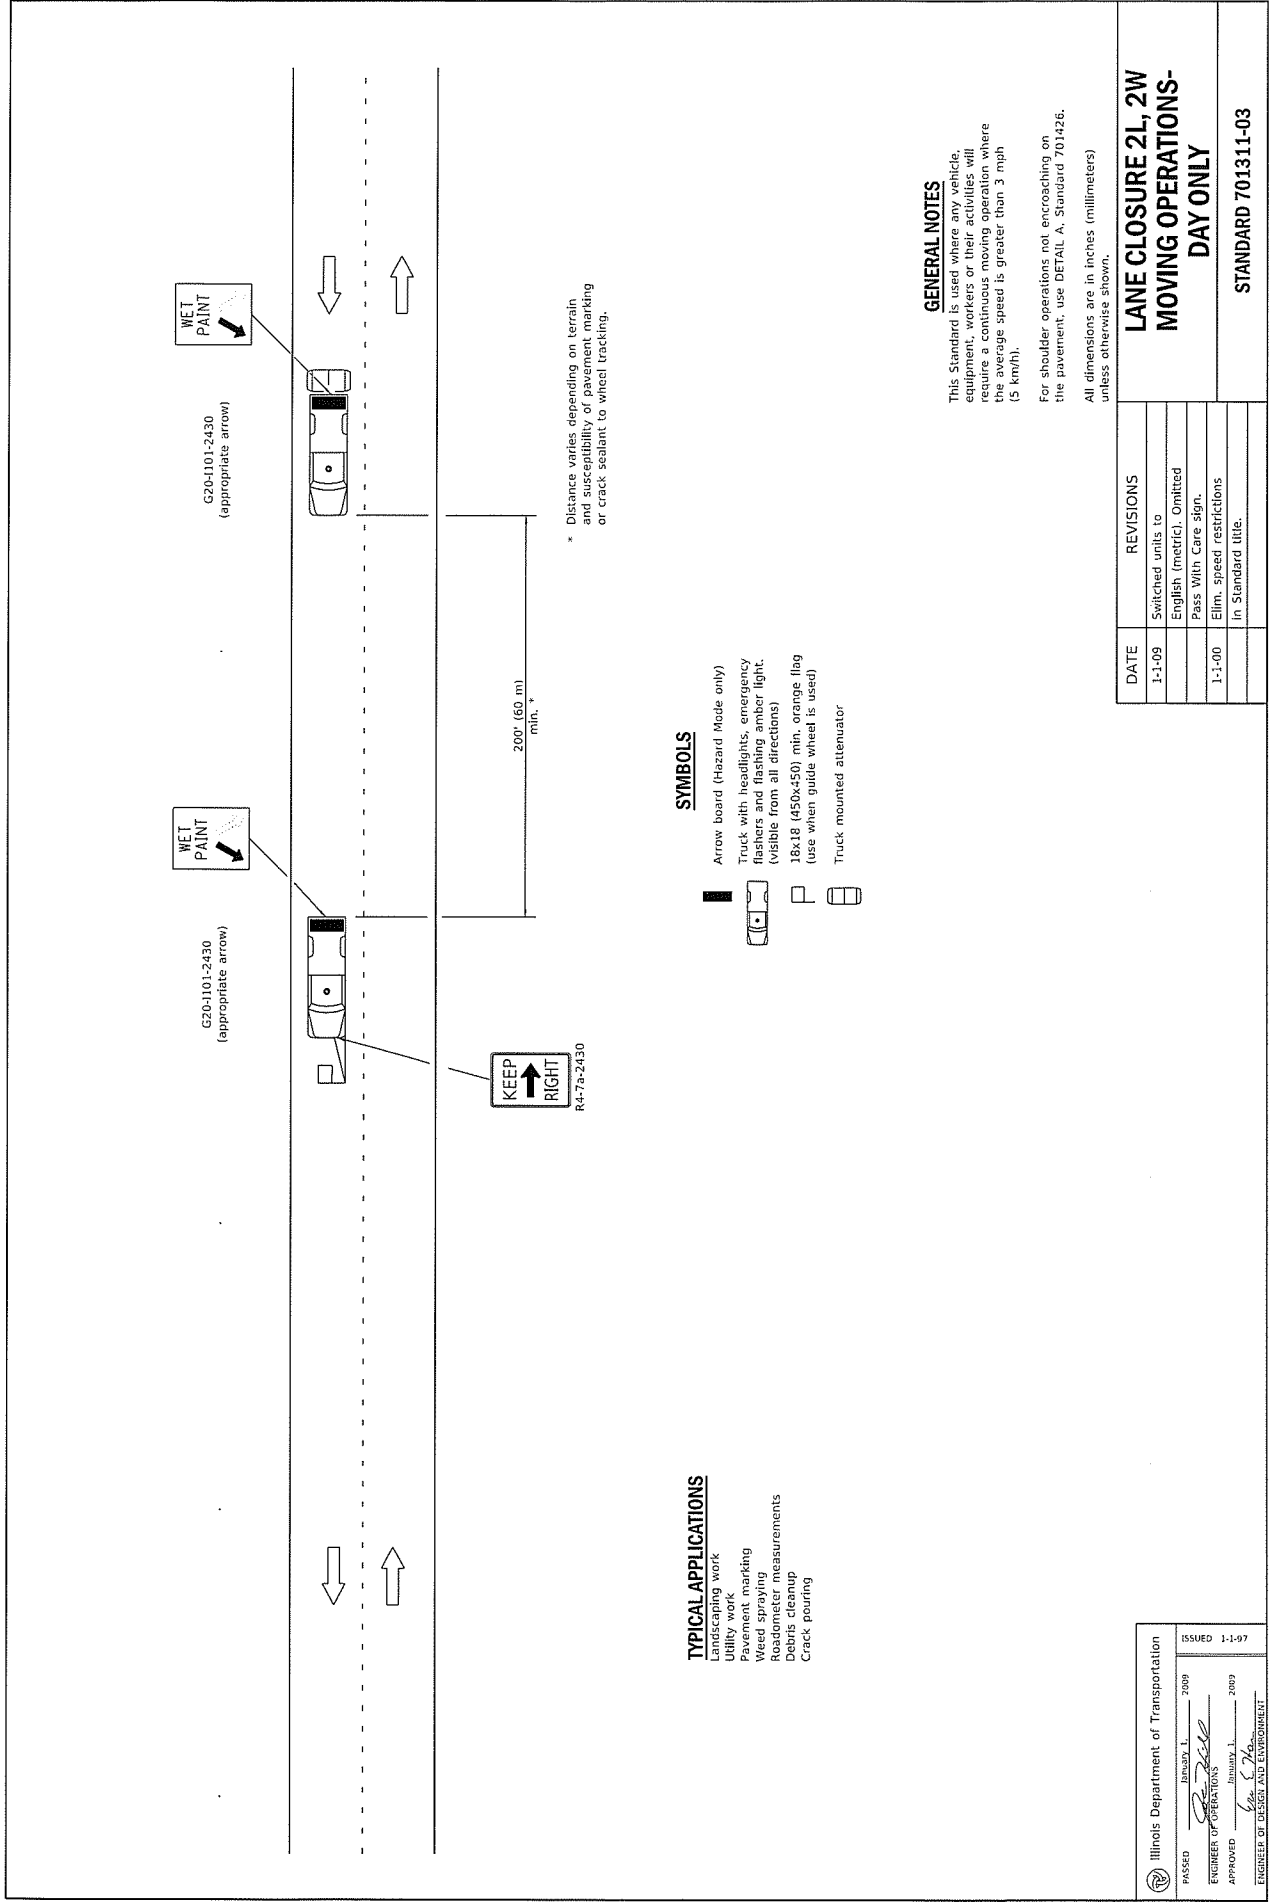 G20-I101-2430
(appropriate arrow)
WET
PAINT
G20-I101-2430
(appropriate arrow)
WET
PAINT
KEEP
RIGHT
R4-7a-2430
200' (60 m)
min. *
* Distance varies depending on terrain
and susceptibility of pavement marking
or crack sealant to wheel tracking.
TYPICAL APPLICATIONS
Landscaping work
Utility work
Pavement marking
Weed spraying
Roadometer measurements
Debris cleanup
Crack pouring
SYMBOLS
Arrow board (Hazard Mode only)
Truck with headlights, emergency
flashers and flashing amber light.
(visible from all directions)
18x18 (450x450) min. orange flag
(use when guide wheel is used)
Truck mounted attenuator
GENERAL NOTES
This Standard is used where any vehicle,
equipment, workers or their activities will
require a continuous moving operation where
the average speed is greater than 3 mph
(5 km/h).
For shoulder operations not encroaching on
the pavement, use DETAIL A, Standard 701426.
All dimensions are in inches (millimeters)
unless otherwise shown.
Illinois Department of Transportation
PASSED January 1, 2009
ENGINEER OF OPERATIONS
APPROVED January 1, 2009
ENGINEER OF DESIGN AND ENVIRONMENT
ISSUED 1-1-97
DATE REVISIONS
1-1-09 Switched units to
English (metric). Omitted
Pass With Care sign.
1-1-00 Elim. speed restrictions
in Standard title.
LANE CLOSURE 2L, 2W
MOVING OPERATIONS-
DAY ONLY
STANDARD 701311-03